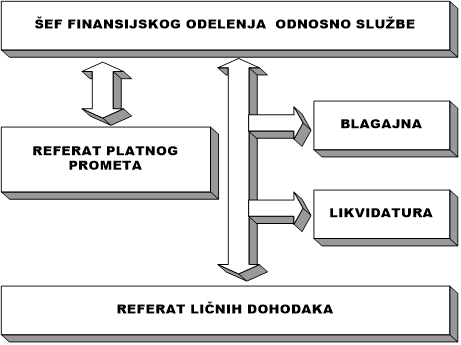 ŠEF FINANSIJSKOG ODELENJA ODNOSNO SLUŽBE
REFERAT PLATNOG
PROMETA
BLAGAJNA
LIKVIDATURA
REFERAT LIČNIH DOHODAKA